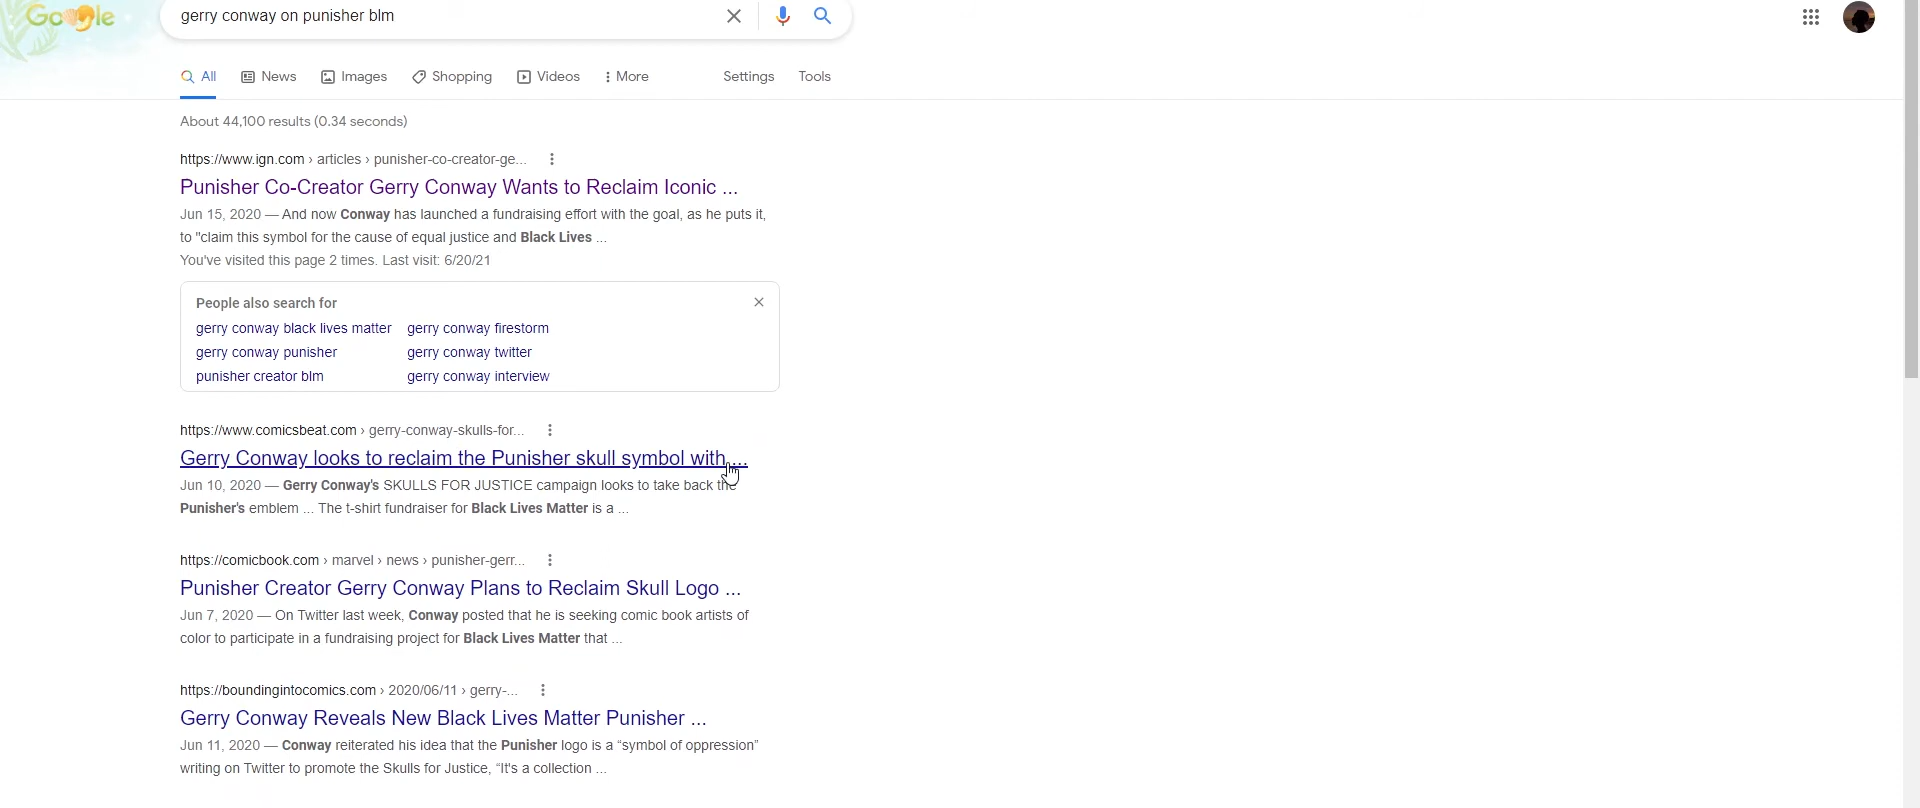 Google
gerry conway on punisher blm
All News Images Shopping Videos More Settings Tools
About 44,100 results (0.34 seconds)
https://www.ign.com › articles › punisher-co-creator-ge...
Punisher Co-Creator Gerry Conway Wants to Reclaim Iconic ...
Jun 15, 2020 — And now Conway has launched a fundraising effort with the goal, as he puts it,
to "claim this symbol for the cause of equal justice and Black Lives ...
You've visited this page 2 times. Last visit: 6/20/21
People also search for
gerry conway black lives matter gerry conway firestorm
gerry conway punisher gerry conway twitter
punisher creator blm gerry conway interview
https://www.comicsbeat.com › gerry-conway-skulls-for...
Gerry Conway looks to reclaim the Punisher skull symbol with ...
Jun 10, 2020 — Gerry Conway's SKULLS FOR JUSTICE campaign looks to take back the
Punisher's emblem ... The t-shirt fundraiser for Black Lives Matter is a ...
https://comicbook.com › marvel › news › punisher-gerr...
Punisher Creator Gerry Conway Plans to Reclaim Skull Logo ...
Jun 7, 2020 — On Twitter last week, Conway posted that he is seeking comic book artists of
color to participate in a fundraising project for Black Lives Matter that ...
https://boundingintocomics.com › 2020/06/11 › gerry-...
Gerry Conway Reveals New Black Lives Matter Punisher ...
Jun 11, 2020 — Conway reiterated his idea that the Punisher logo is a “symbol of oppression”
writing on Twitter to promote the Skulls for Justice, “It's a collection ...